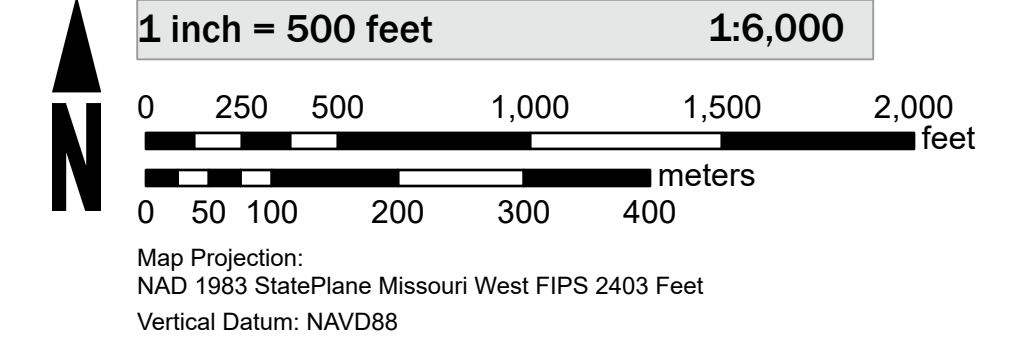 1 inch = 500 feet 1:6,000
0 250 500 1,000 1,500 2,000
feet
meters
0 50 100 200 300 400
N
Map Projection:
NAD 1983 StatePlane Missouri West FIPS 2403 Feet
Vertical Datum: NAVD88